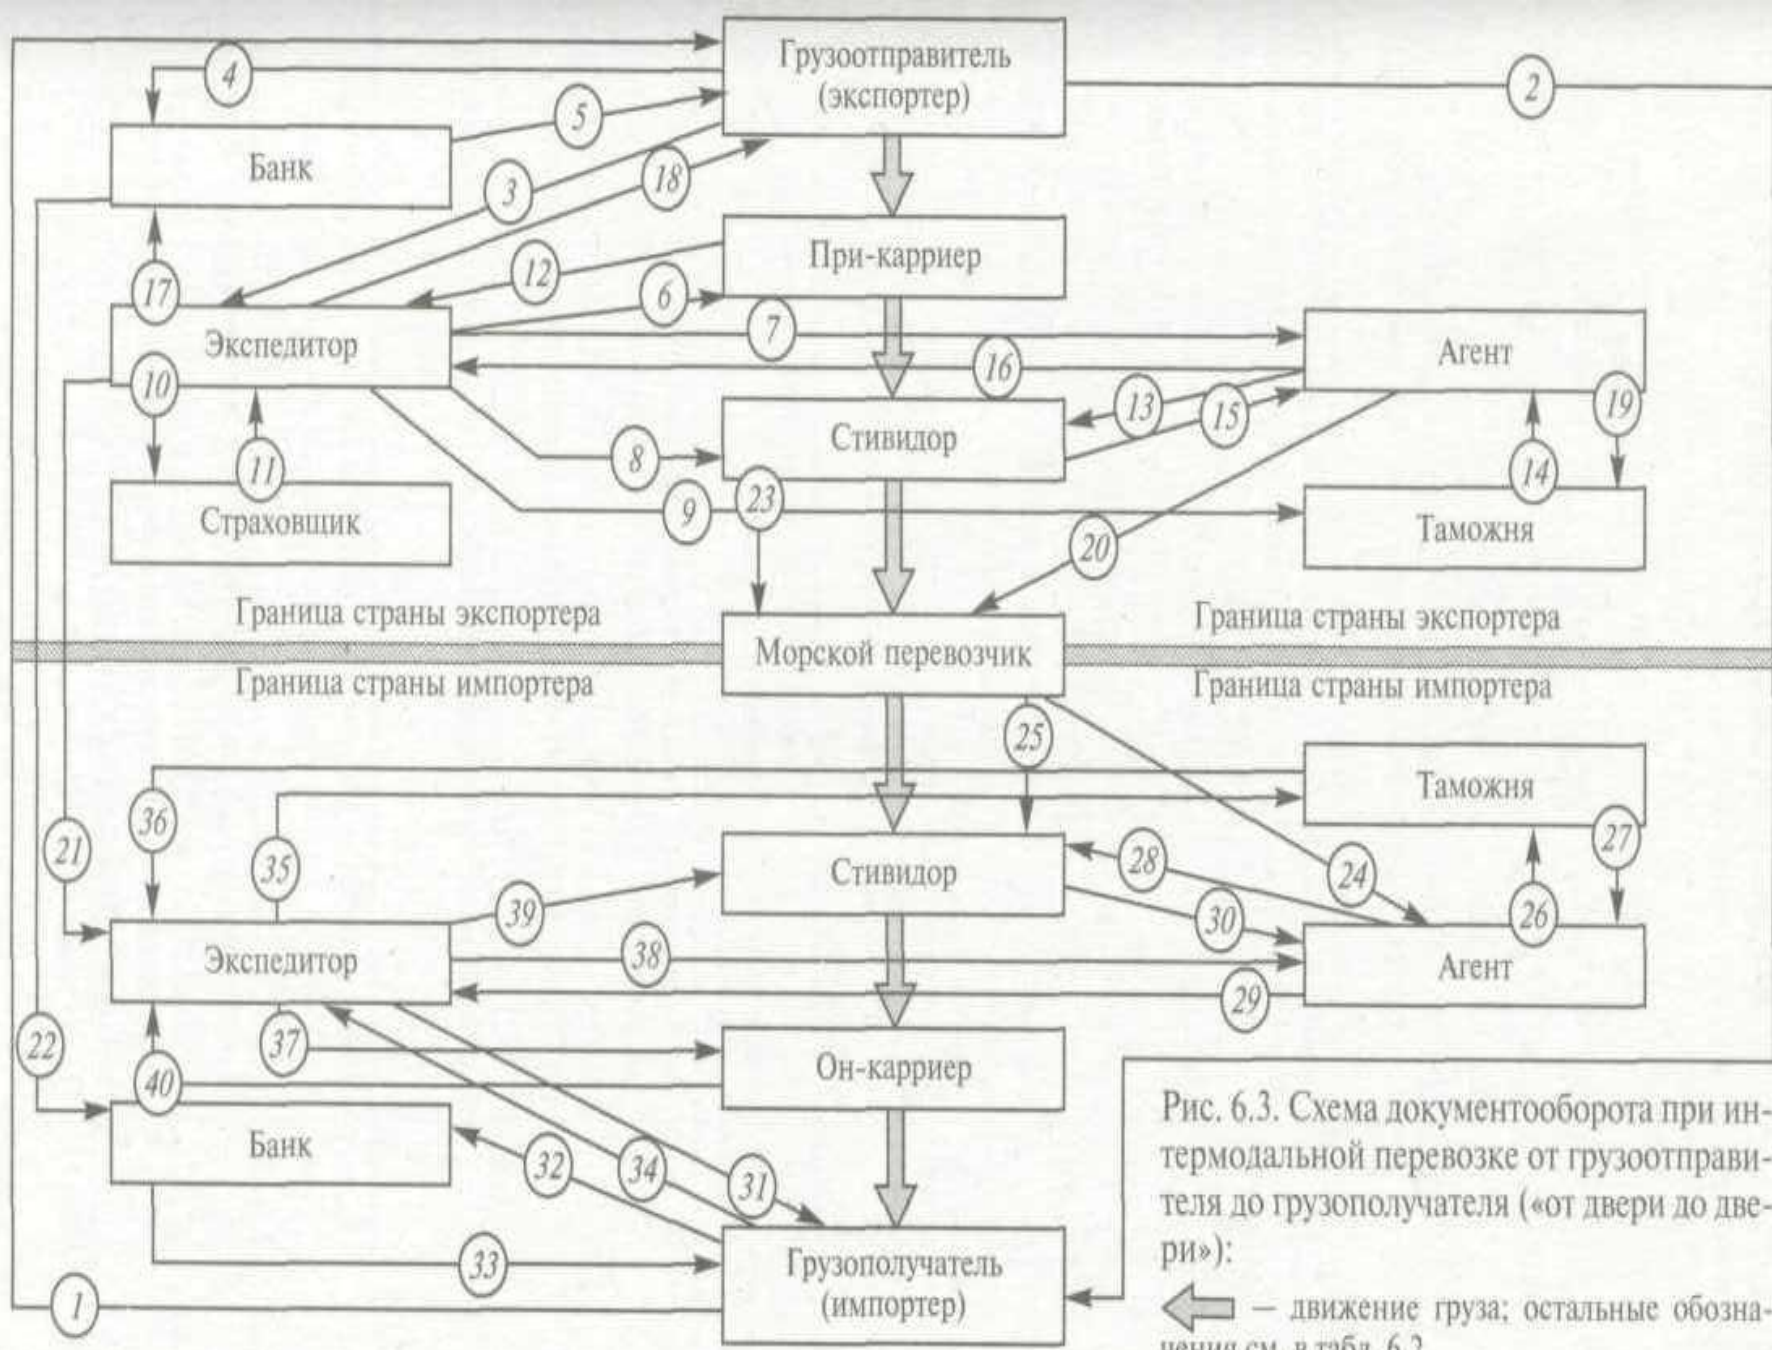 Грузоотправитель
(экспортер)
4
2
5
Банк
3
18
При-карриер
12
17
6
7
Экспедитор
Агент
16
10
13
15
19
Стивидор
8
11
14
23
9
Страховщик
Таможня
20
Граница страны экспортера
Граница страны экспортера
Морской перевозчик
Граница страны импортера
Граница страны импортера
25
Таможня
36
27
21
35
28
24
Стивидор
39
30
26
Экспедитор
38
Агент
29
22
37
Он-карриер
40
Банк
32
34
31
33
Грузополучатель
(импортер)
1
Рис. 6.3. Схема документооборота при ин-
термодальной перевозке от грузоотправи-
теля до грузополучателя («от двери до две-
ри»):
— движение груза; остальные обозна-
чения см. в табл. 6.2